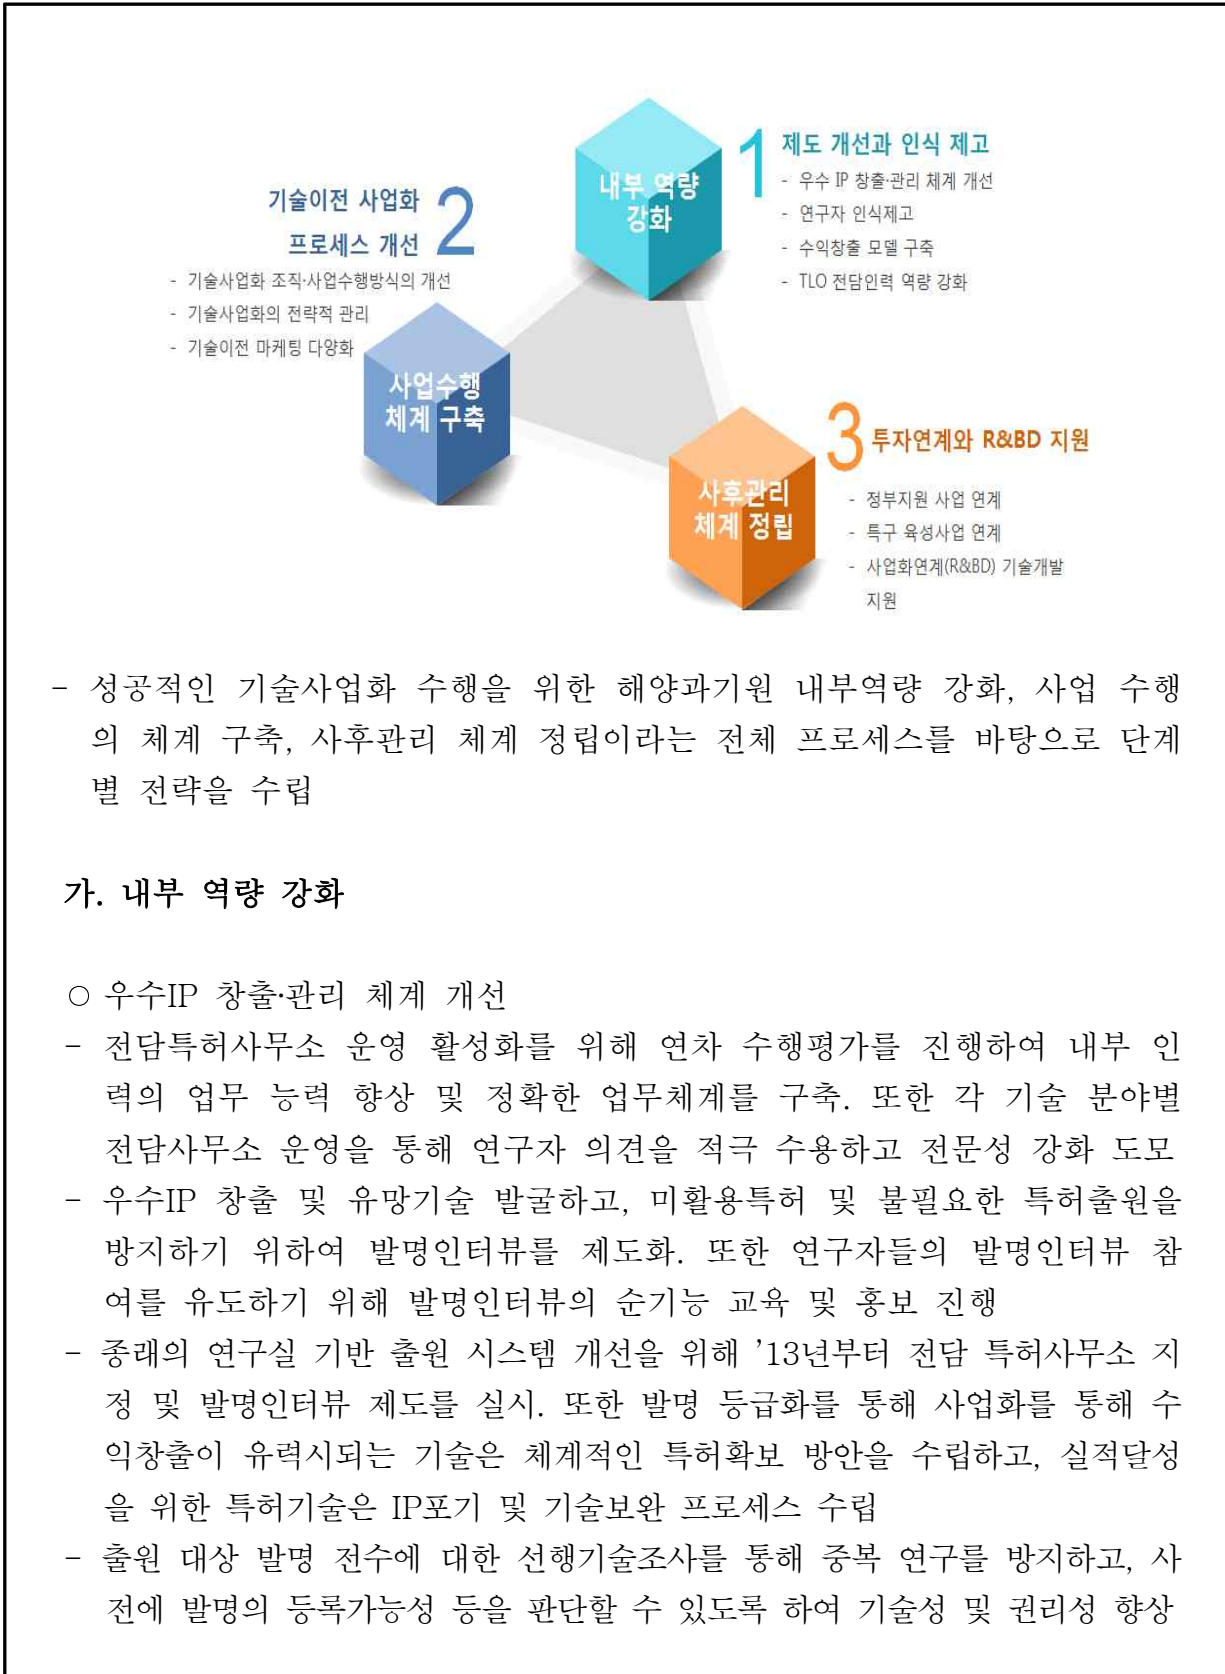 내부 역량
강화
1
제도 개선과 인식 제고
- 우수 IP 창출·관리 체계 개선
- 연구자 인식제고
- 수익창출 모델 구축
- TLO 전담인력 역량 강화
기술이전 사업화
프로세스 개선
2
- 기술사업화 조직·사업수행방식의 개선
- 기술사업화의 전략적 관리
- 기술이전 마케팅 다양화
사업수행
체계 구축
3
투자연계와 R&BD 지원
사후관리
체계 정립
- 정부지원 사업 연계
- 특구 육성사업 연계
- 사업화연계(R&BD) 기술개발
지원
- 성공적인 기술사업화 수행을 위한 해양과기원 내부역량 강화, 사업 수행
의 체계 구축, 사후관리 체계 정립이라는 전체 프로세스를 바탕으로 단계
별 전략을 수립
가. 내부 역량 강화
○ 우수IP 창출·관리 체계 개선
- 전담특허사무소 운영 활성화를 위해 연차 수행평가를 진행하여 내부 인
력의 업무 능력 향상 및 정확한 업무체계를 구축. 또한 각 기술 분야별
전담사무소 운영을 통해 연구자 의견을 적극 수용하고 전문성 강화 도모
- 우수IP 창출 및 유망기술 발굴하고, 미활용특허 및 불필요한 특허출원을
방지하기 위하여 발명인터뷰를 제도화. 또한 연구자들의 발명인터뷰 참
여를 유도하기 위해 발명인터뷰의 순기능 교육 및 홍보 진행
- 종래의 연구실 기반 출원 시스템 개선을 위해 ’13년부터 전담 특허사무소 지
정 및 발명인터뷰 제도를 실시. 또한 발명 등급화를 통해 사업화를 통해 수
익창출이 유력시되는 기술은 체계적인 특허확보 방안을 수립하고, 실적달성
을 위한 특허기술은 IP포기 및 기술보완 프로세스 수립
- 출원 대상 발명 전수에 대한 선행기술조사를 통해 중복 연구를 방지하고, 사
전에 발명의 등록가능성 등을 판단할 수 있도록 하여 기술성 및 권리성 향상